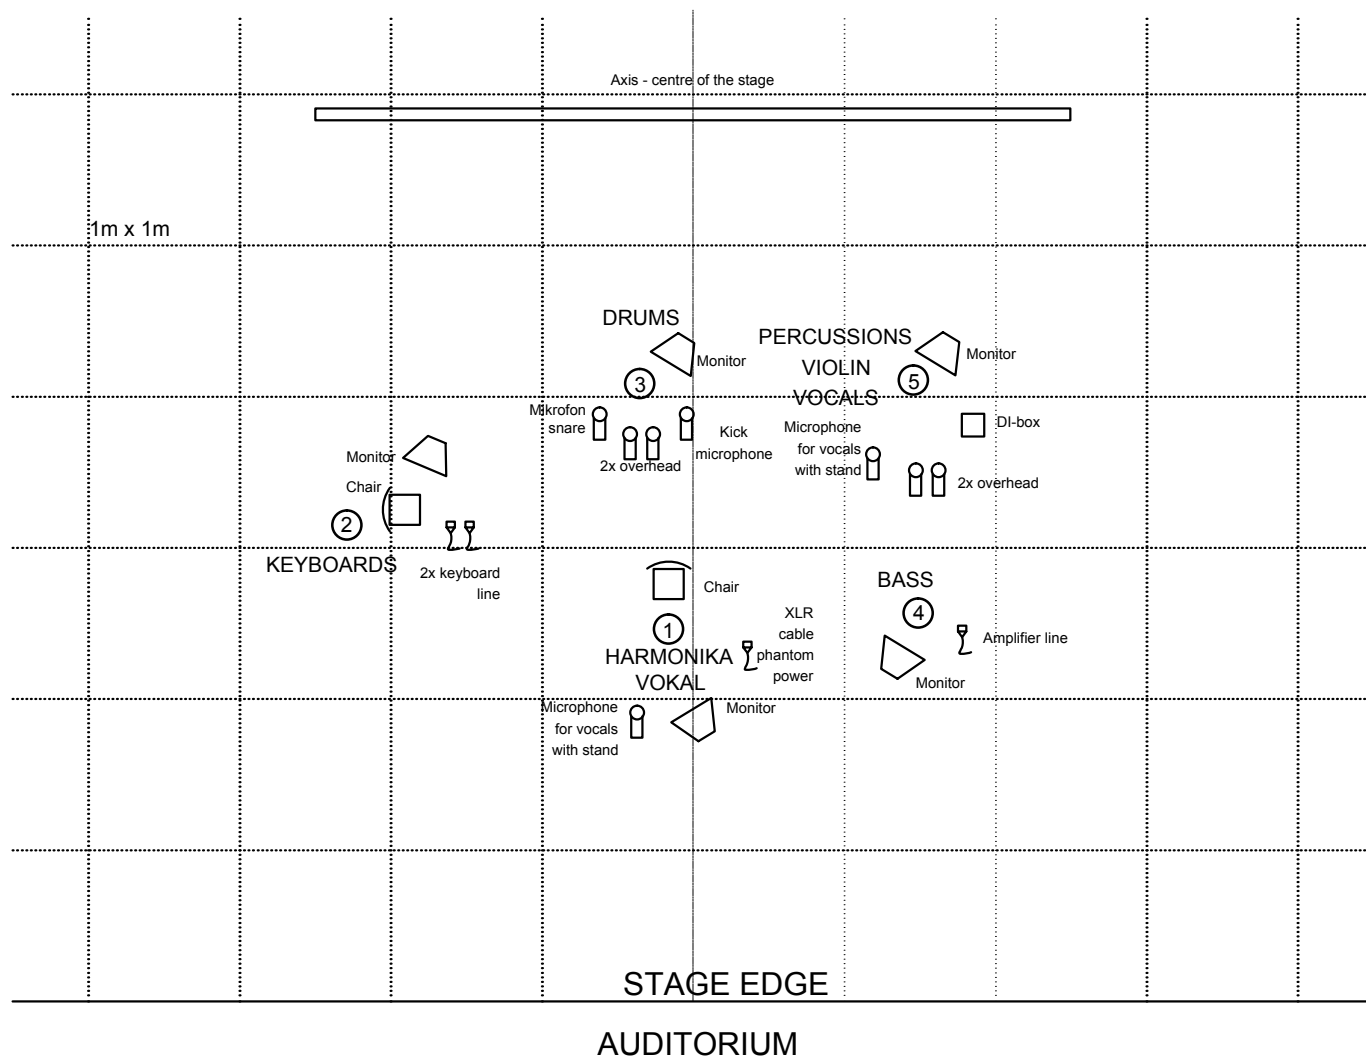 Axis - centre of the stage
1m x 1m
DRUMS
Monitor
3
Mikrofon
snare
2x overhead
Kick
microphone
PERCUSSIONS
VIOLIN
VOCALS
5
Monitor
DI-box
Microphone
for vocals
with stand
2x overhead
Monitor
Chair
2
KEYBOARDS
2x keyboard
line
Chair
1
HARMONIKA
VOKAL
XLR
cable
phantom
power
Microphone
for vocals
with stand
Monitor
BASS
4
Amplifier line
Monitor
STAGE EDGE
AUDITORIUM